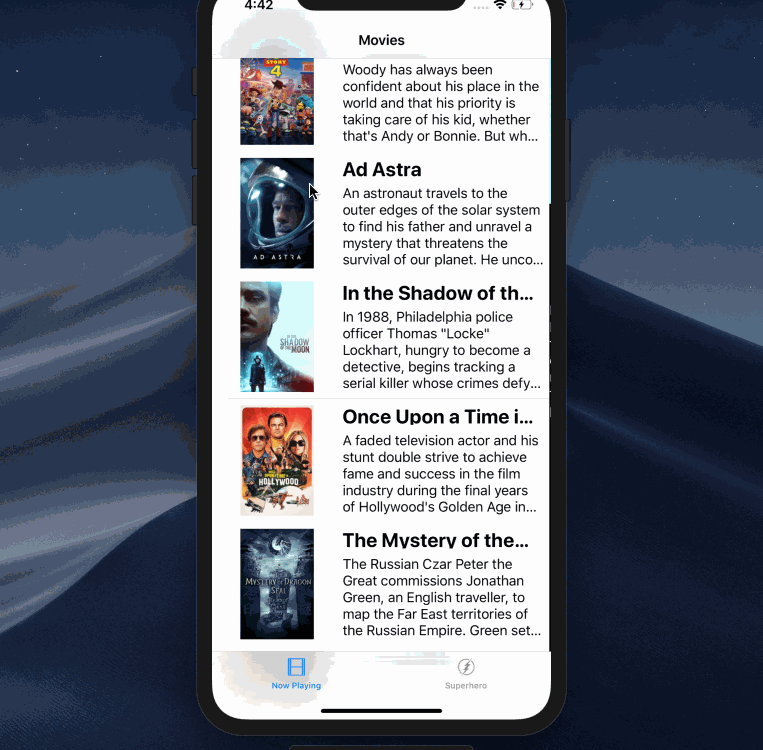 4:42
Movies
STORY
4
Woody has always been
confident about his place in the
world and that his priority is
taking care of his kid, whether
that's Andy or Bonnie. But wh...
Ad Astra
An astronaut travels to the
outer edges of the solar system
to find his father and unravel a
mystery that threatens the
survival of our planet. He unco...
AD ASTRA
In the Shadow of th...
In 1988, Philadelphia police
officer Thomas "Locke"
Lockhart, hungry to become a
detective, begins tracking a
serial killer whose crimes defy...
IN THE
SHADOW
OF THE MOON
Once Upon a Time i...
A faded television actor and his
stunt double strive to achieve
fame and success in the film
industry during the final years
of Hollywood's Golden Age in...
HOLLYWOOD
The Mystery of the...
The Russian Czar Peter the
Great commissions Jonathan
Green, an English traveller, to
map the Far East territories of
the Russian Empire. Green set...
MYSTERY OF DRAGON
SEAL
Now Playing
Superhero